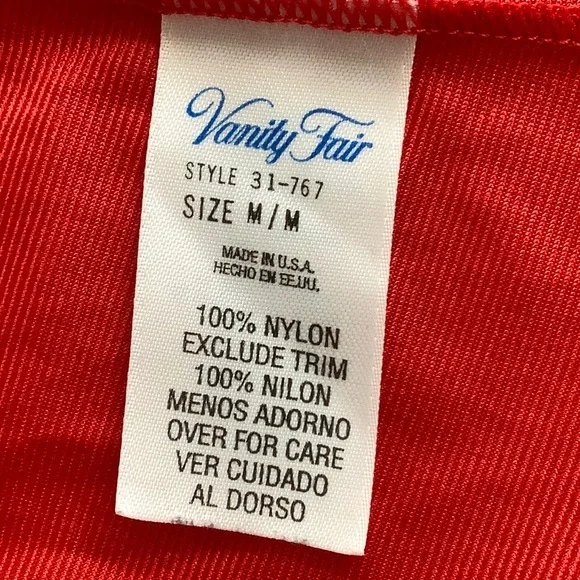 Vanity Fair
STYLE 31-767
SIZE M/M
MADE IN U.S.A.
HECHO EN EE.UU.
100% NYLON
EXCLUDE TRIM
100% NILON
MENOS ADORNO
OVER FOR CARE
VER CUIDADO
AL DORSO